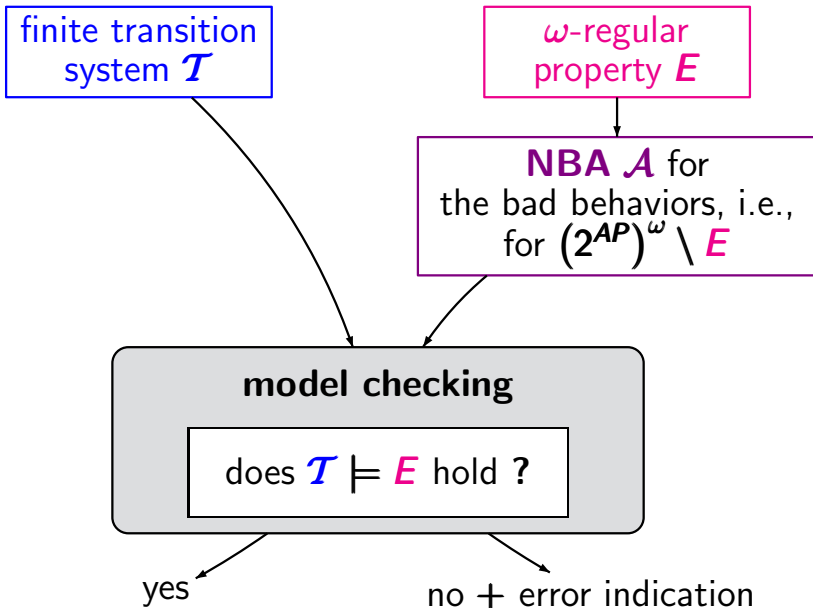 finite transition
system 𝒯
ω-regular
property E
NBA 𝒜 for
the bad behaviors, i.e.,
for (2^AP)^ω \ E
model checking
does 𝒯 ⊨ E hold ?
yes
no + error indication